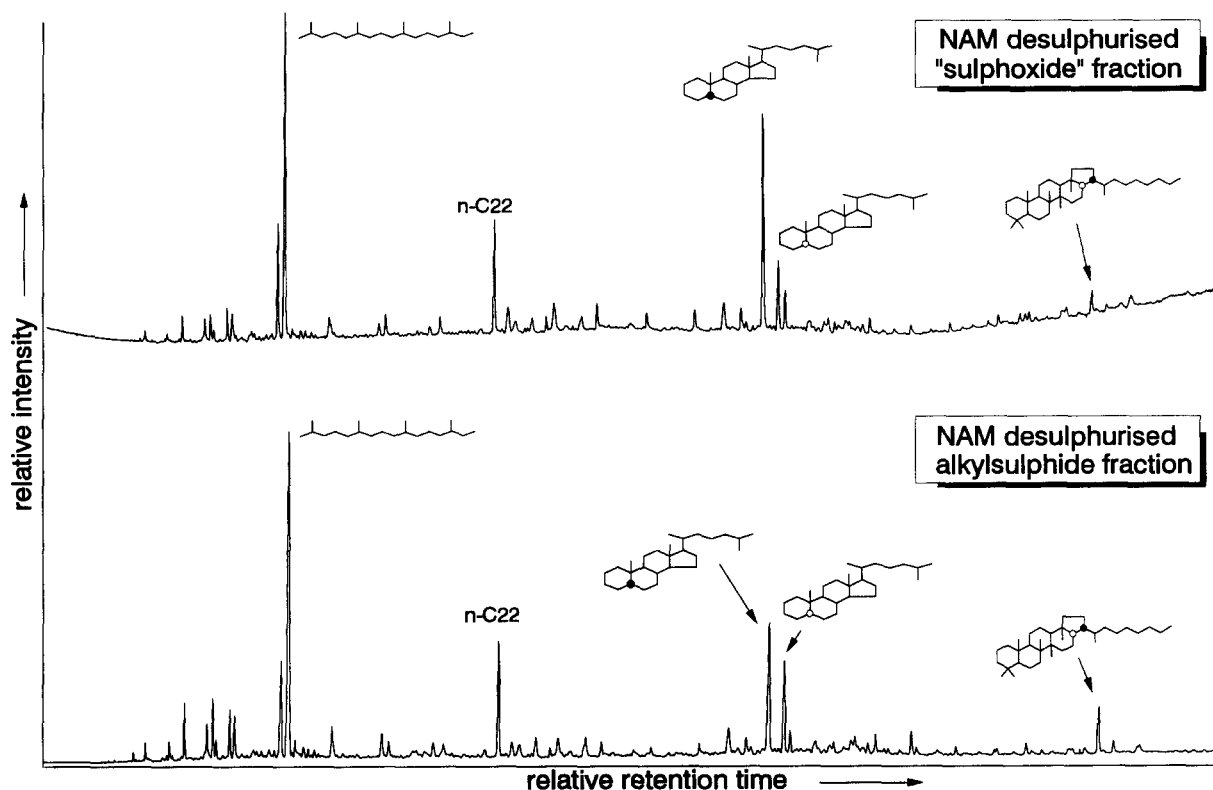 NAM desulphurised
"sulphoxide" fraction
n-C22
NAM desulphurised
alkylsulphide fraction
n-C22
relative intensity
relative retention time